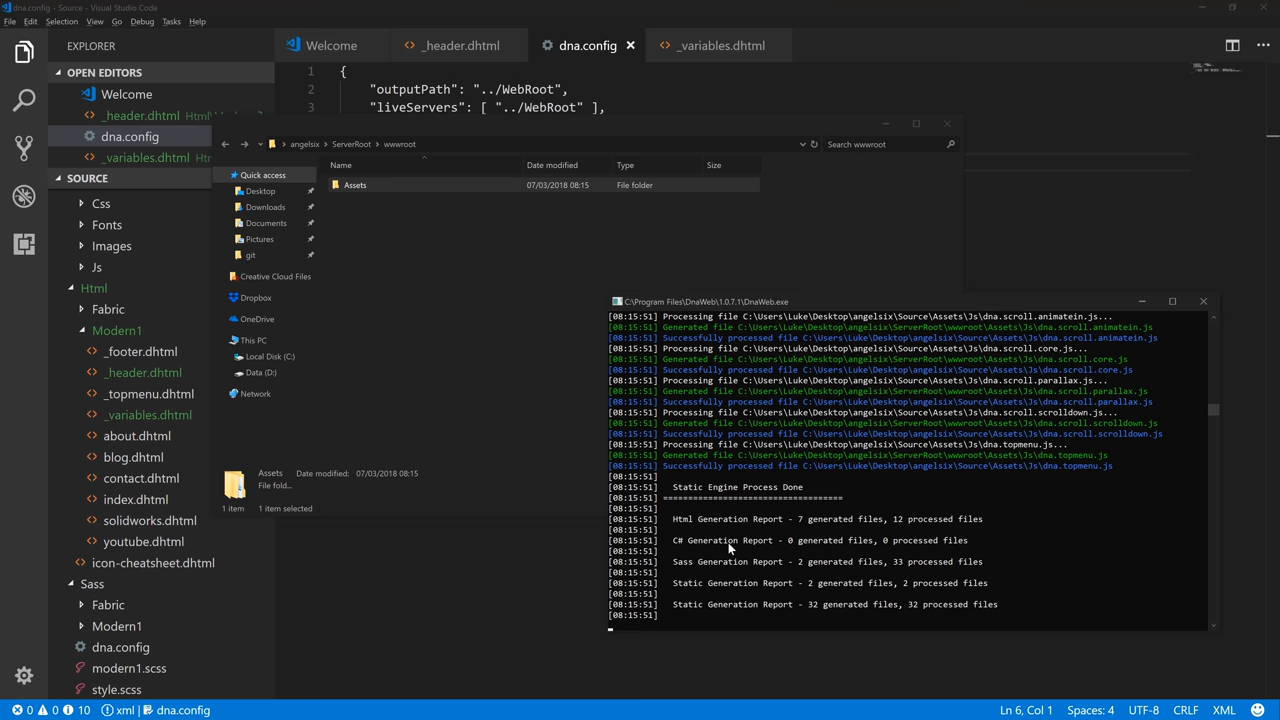 dna.config - Source - Visual Studio Code
File Edit Selection View Go Debug Tasks Help
EXPLORER
OPEN EDITORS
Welcome
_header.dhtml Html\
dna.config
_variables.dhtml Ht
SOURCE
Css
Fonts
Images
Js
Html
Fabric
Modern1
_footer.dhtml
_header.dhtml
_topmenu.dhtml
_variables.dhtml
about.dhtml
blog.dhtml
contact.dhtml
index.dhtml
solidworks.dhtml
youtube.dhtml
icon-cheatsheet.dhtml
Sass
Fabric
Modern1
dna.config
modern1.scss
style.scss
Welcome _header.dhtml dna.config _variables.dhtml
1 {
2 "outputPath": "../WebRoot",
3 "liveServers": [ "../WebRoot" ],
angelsix ServerRoot wwwroot
Search wwwroot
Name Date modified Type Size
Assets 07/03/2018 08:15 File folder
Quick access
Desktop
Downloads
Documents
Pictures
git
Creative Cloud Files
Dropbox
OneDrive
This PC
Local Disk (C:)
Data (D:)
Network
Assets Date modified: 07/03/2018 08:15
File fold...
1 item 1 item selected
C:\Program Files\DnaWeb\1.0.7.1\DnaWeb.exe
[08:15:51] Processing file C:\Users\Luke\Desktop\angelsix\Source\Assets\Js\dna.scroll.animatein.js...
[08:15:51] Generated file C:\Users\Luke\Desktop\angelsix\ServerRoot\wwwroot\Assets\Js\dna.scroll.animatein.js
[08:15:51] Successfully processed file C:\Users\Luke\Desktop\angelsix\Source\Assets\Js\dna.scroll.animatein.js
[08:15:51] Processing file C:\Users\Luke\Desktop\angelsix\Source\Assets\Js\dna.scroll.core.js...
[08:15:51] Generated file C:\Users\Luke\Desktop\angelsix\ServerRoot\wwwroot\Assets\Js\dna.scroll.core.js
[08:15:51] Successfully processed file C:\Users\Luke\Desktop\angelsix\Source\Assets\Js\dna.scroll.core.js
[08:15:51] Processing file C:\Users\Luke\Desktop\angelsix\Source\Assets\Js\dna.scroll.parallax.js...
[08:15:51] Generated file C:\Users\Luke\Desktop\angelsix\ServerRoot\wwwroot\Assets\Js\dna.scroll.parallax.js
[08:15:51] Successfully processed file C:\Users\Luke\Desktop\angelsix\Source\Assets\Js\dna.scroll.parallax.js
[08:15:51] Processing file C:\Users\Luke\Desktop\angelsix\Source\Assets\Js\dna.scroll.scrolldown.js...
[08:15:51] Generated file C:\Users\Luke\Desktop\angelsix\ServerRoot\wwwroot\Assets\Js\dna.scroll.scrolldown.js
[08:15:51] Successfully processed file C:\Users\Luke\Desktop\angelsix\Source\Assets\Js\dna.scroll.scrolldown.js
[08:15:51] Processing file C:\Users\Luke\Desktop\angelsix\Source\Assets\Js\dna.topmenu.js...
[08:15:51] Generated file C:\Users\Luke\Desktop\angelsix\ServerRoot\wwwroot\Assets\Js\dna.topmenu.js
[08:15:51] Successfully processed file C:\Users\Luke\Desktop\angelsix\Source\Assets\Js\dna.topmenu.js
[08:15:51]
[08:15:51] Static Engine Process Done
[08:15:51] ====================================
[08:15:51]
[08:15:51] Html Generation Report - 7 generated files, 12 processed files
[08:15:51]
[08:15:51] C# Generation Report - 0 generated files, 0 processed files
[08:15:51]
[08:15:51] Sass Generation Report - 2 generated files, 33 processed files
[08:15:51]
[08:15:51] Static Generation Report - 2 generated files, 2 processed files
[08:15:51]
[08:15:51] Static Generation Report - 32 generated files, 32 processed files
[08:15:51]
0 0 10 xml dna.config Ln 6, Col 1 Spaces: 4 UTF-8 CRLF XML